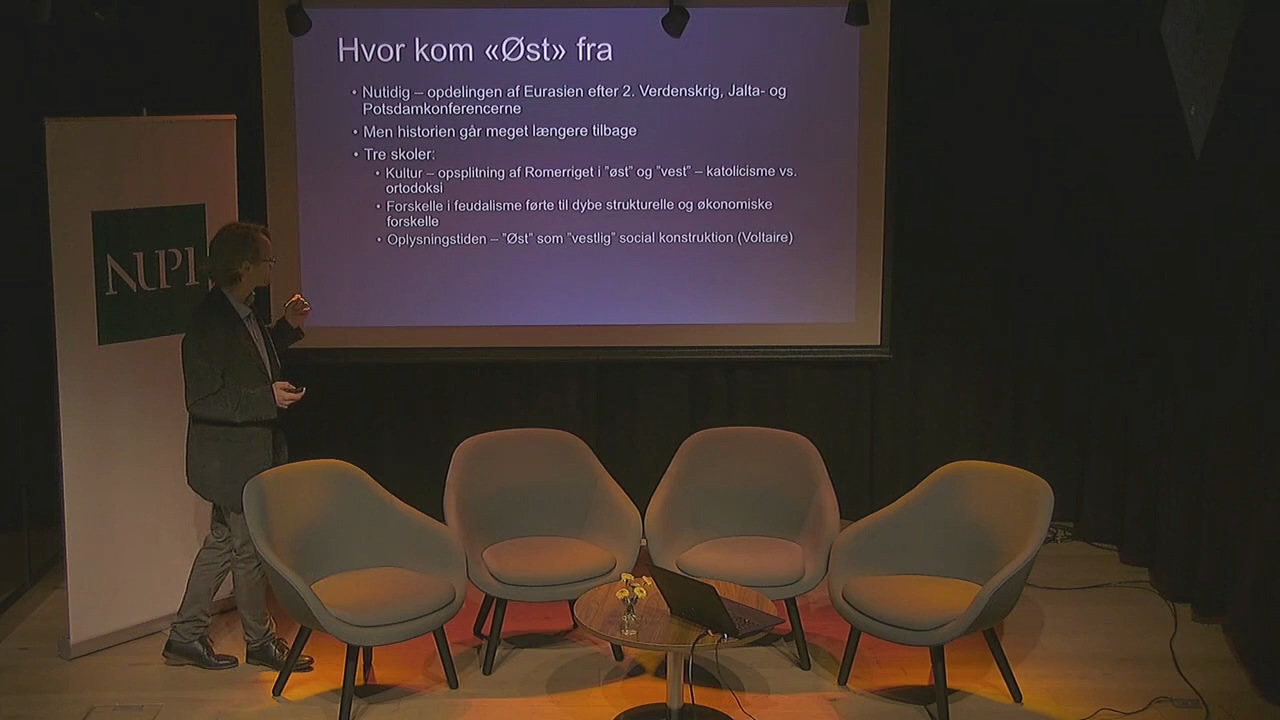 Hvor kom «Øst» fra
• Nutidig – opdelingen af Eurasien efter 2. Verdenskrig, Jalta- og
Potsdamkonferencerne
• Men historien går meget længere tilbage
• Tre skoler:
• Kultur – opsplitning af Romerriget i ”øst” og ”vest” – katolicisme vs.
ortodoksi
• Forskelle i feudalisme førte til dybe strukturelle og økonomiske
forskelle
• Oplysningstiden – ”Øst” som ”vestlig” social konstruktion (Voltaire)
NUPI